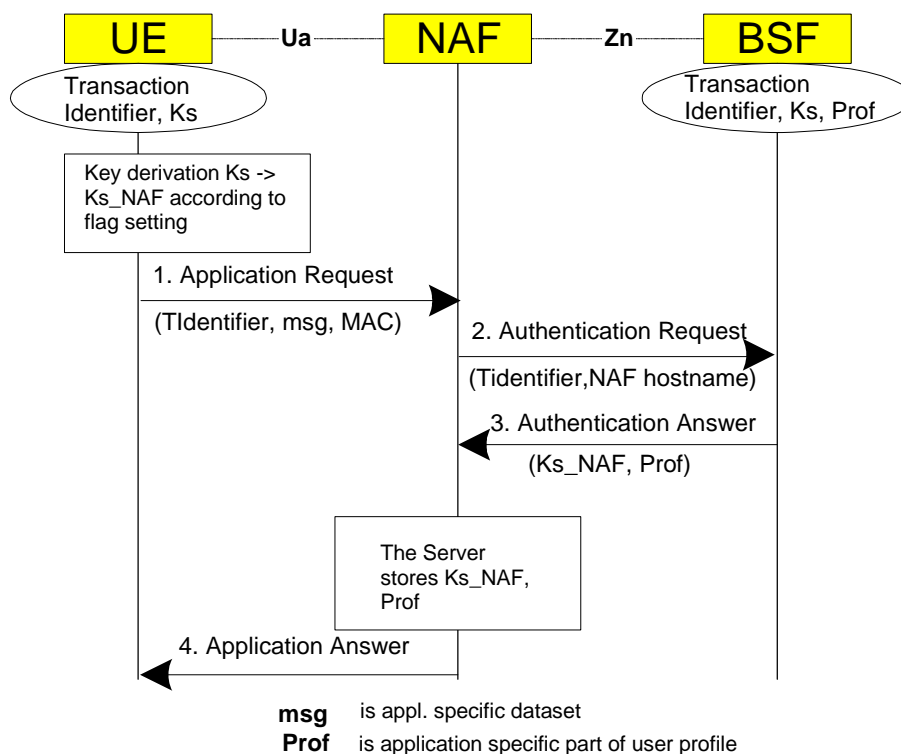 UE Ua NAF Zn BSF
Transaction
Identifier, Ks
Transaction
Identifier, Ks, Prof
Key derivation Ks ->
Ks_NAF according to
flag setting
1. Application Request
(TIdentifier, msg, MAC)
2. Authentication Request
(Tidentifier,NAF hostname)
3. Authentication Answer
(Ks_NAF, Prof)
The Server
stores Ks_NAF,
Prof
4. Application Answer
msg is appl. specific dataset
Prof is application specific part of user profile